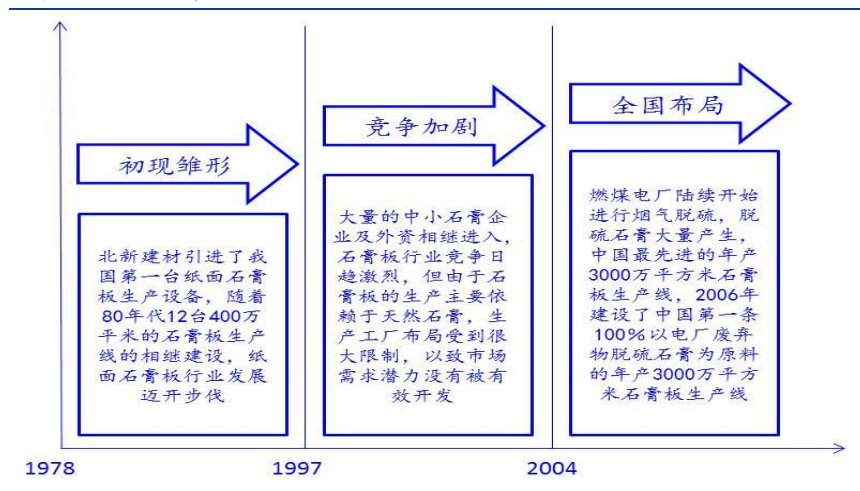 初现雏形
北新建材引进了我
国第一台纸面石膏
板生产设备，随着
80年代12台400万
平米的石膏板生产
线的相继建设，纸
面石膏板行业发展
迈开步伐
竞争加剧
大量的中小石膏企
业及外资相继进入，
石膏板行业竞争日
趋激烈，但由于石
膏板的生产主要依
赖于天然石膏，生
产工厂布局受到很
大限制，以致市场
需求潜力没有被有
效开发
全国布局
燃煤电厂陆续开始
进行烟气脱硫，脱
硫石膏大量产生，
中国最先进的年产
3000万平方米石膏
板生产线，2006年
建设了中国第一条
100%以电厂废弃
物脱硫石膏为原料
的年产3000万平方
米石膏板生产线
1978
1997
2004